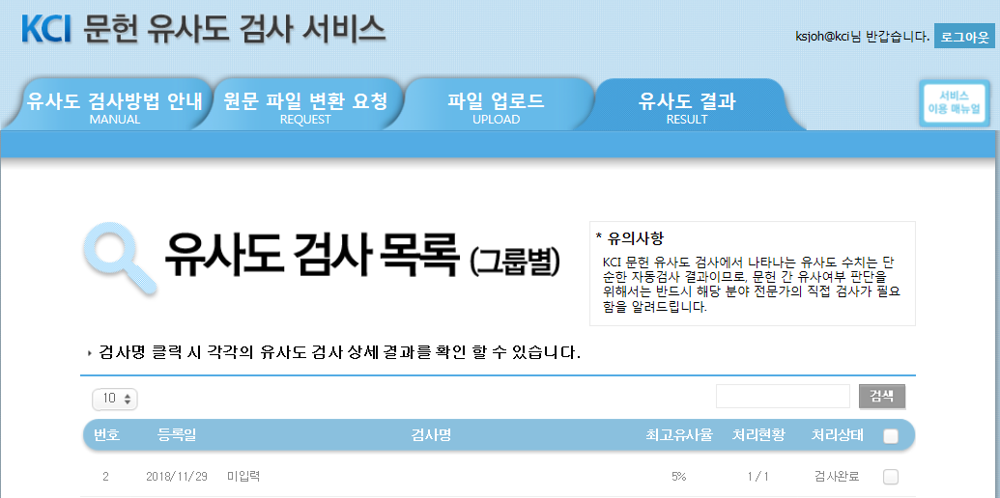 KCI 문헌 유사도 검사 서비스
ksjoh@kci님 반갑습니다. 로그아웃
유사도 검사방법 안내 원문 파일 변환 요청 파일 업로드 유사도 결과
MANUAL REQUEST UPLOAD RESULT
서비스
이용 매뉴얼
유사도 검사 목록 (그룹별)
* 유의사항
KCI 문헌 유사도 검사에서 나타나는 유사도 수치는 단
순한 자동검사 결과이므로, 문헌 간 유사여부 판단을
위해서는 반드시 해당 분야 전문가의 직접 검사가 필요
함을 알려드립니다.
검사명 클릭 시 각각의 유사도 검사 상세 결과를 확인 할 수 있습니다.
10 검색
번호 등록일 검사명 최고유사율 처리현황 처리상태
2 2018/11/29 미입력 5% 1 / 1 검사완료